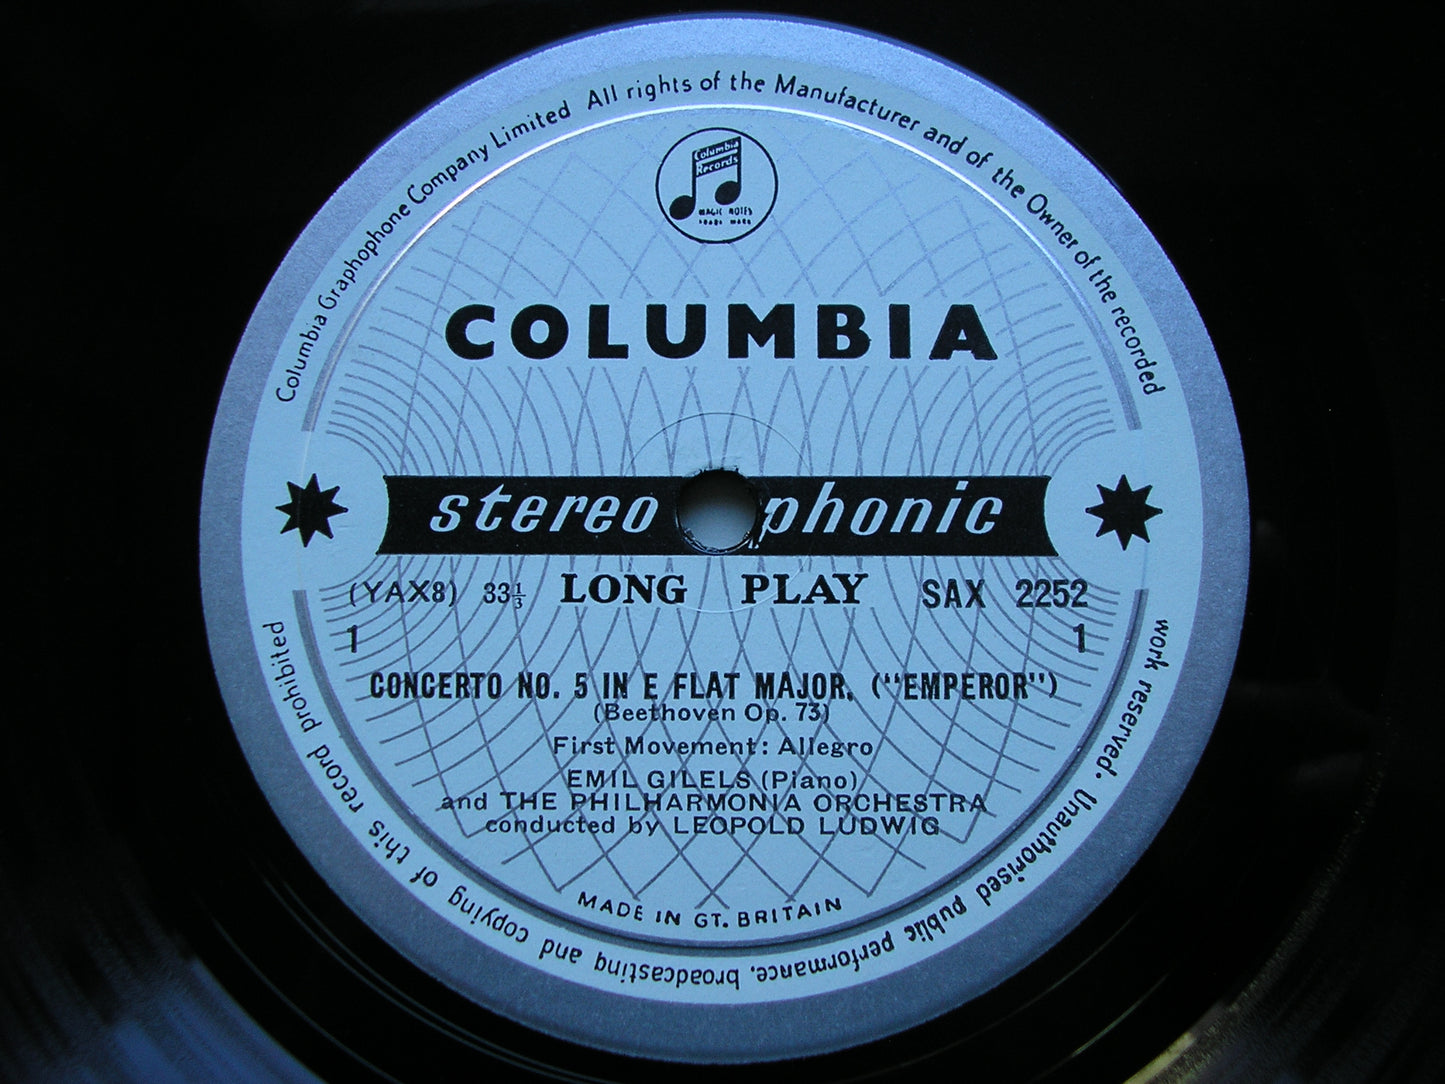 Columbia Graphophone Company Limited All rights of the Manufacturer and of the Owner of the recorded
work reserved. Unauthorised public performance, broadcasting and copying of this record prohibited
Columbia
Records
MAGIC NOTES
TRADE MARK
COLUMBIA
stereophonic
(YAX8) 33⅓ LONG PLAY SAX 2252
1 1
CONCERTO NO. 5 IN E FLAT MAJOR, ("EMPEROR")
(Beethoven Op. 73)
First Movement: Allegro
EMIL GILELS (Piano)
and THE PHILHARMONIA ORCHESTRA
conducted by LEOPOLD LUDWIG
MADE IN GT. BRITAIN